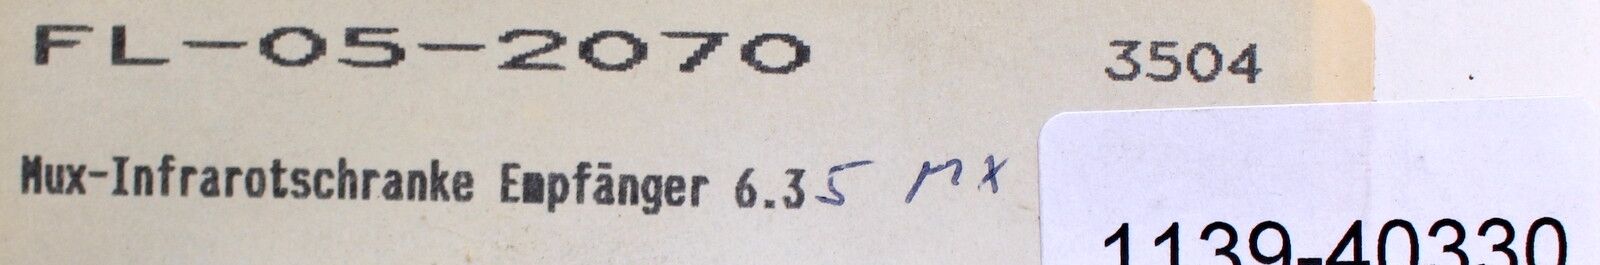 FL-05-2070 3504
Mux-Infrarotschranke Empfänger 6.35 MX
1139-40330